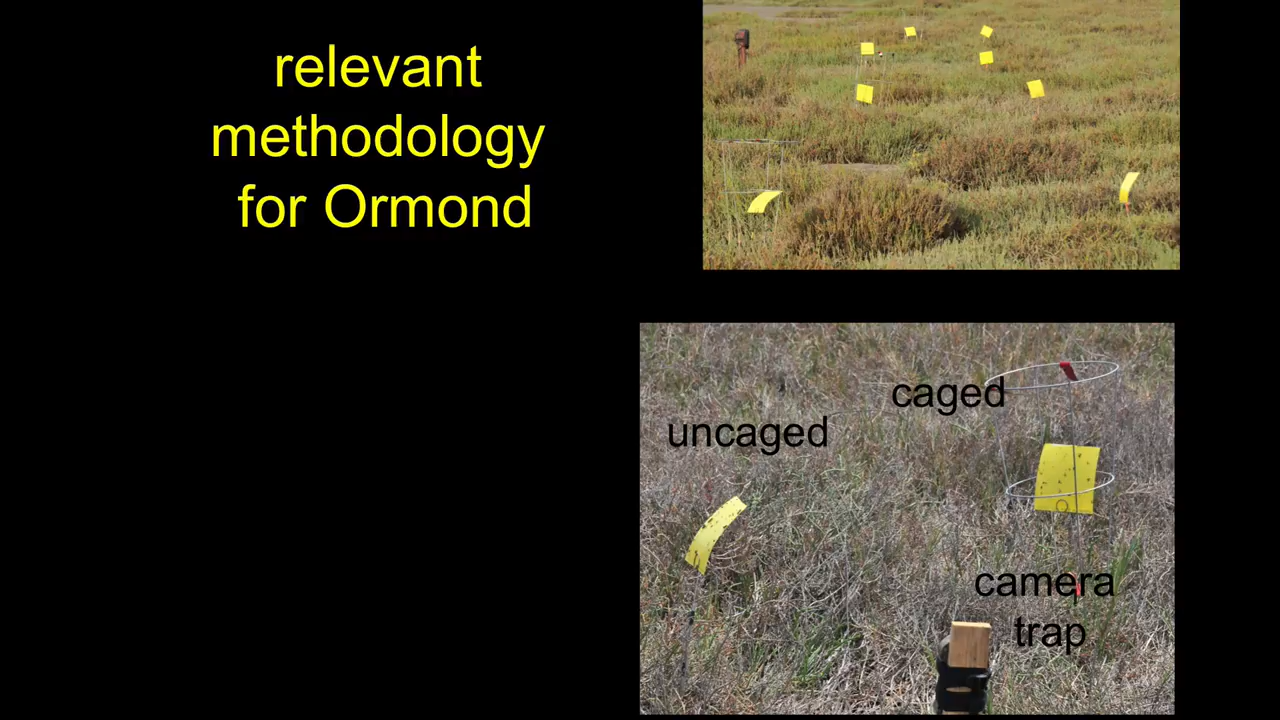 relevant
methodology
for Ormond
caged
uncaged
camera
trap